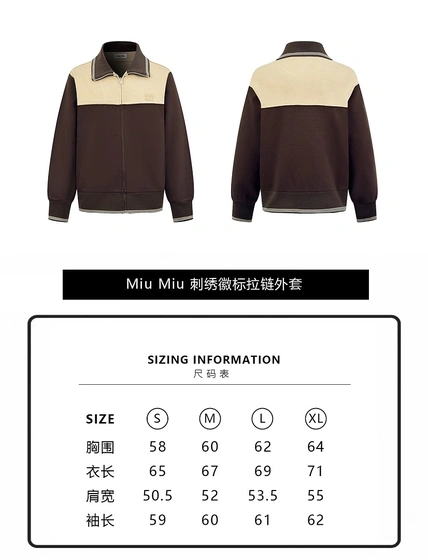 Miu Miu 刺绣徽标拉链外套
SIZING INFORMATION
尺码表
SIZE S M L XL
胸围 58 60 62 64
衣长 65 67 69 71
肩宽 50.5 52 53.5 55
袖长 59 60 61 62